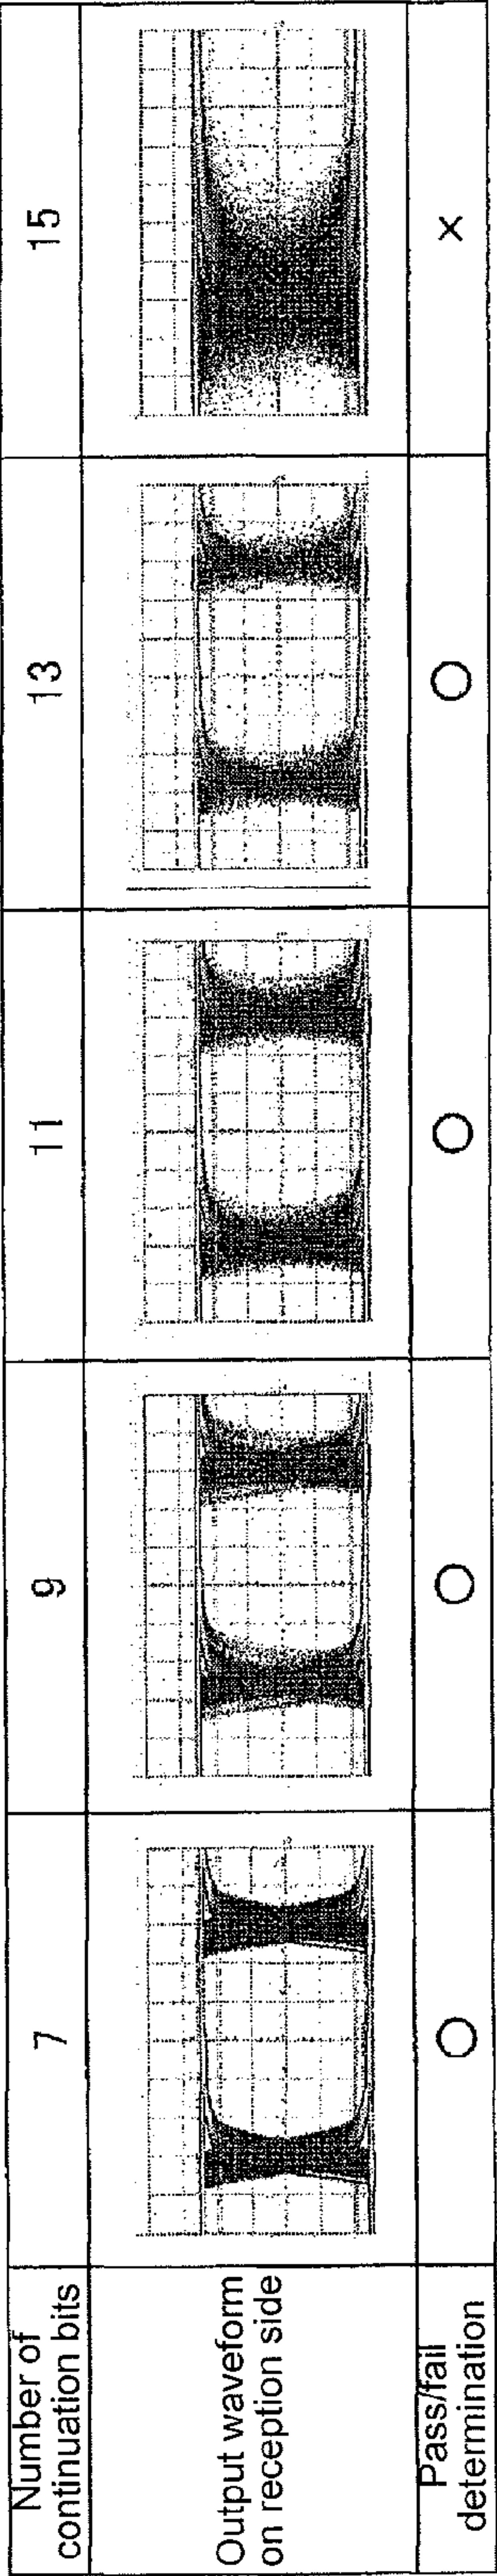 Number of
continuation bits
7
9
11
13
15
Output waveform
on reception side
Pass/fail
determination
○
○
○
○
×